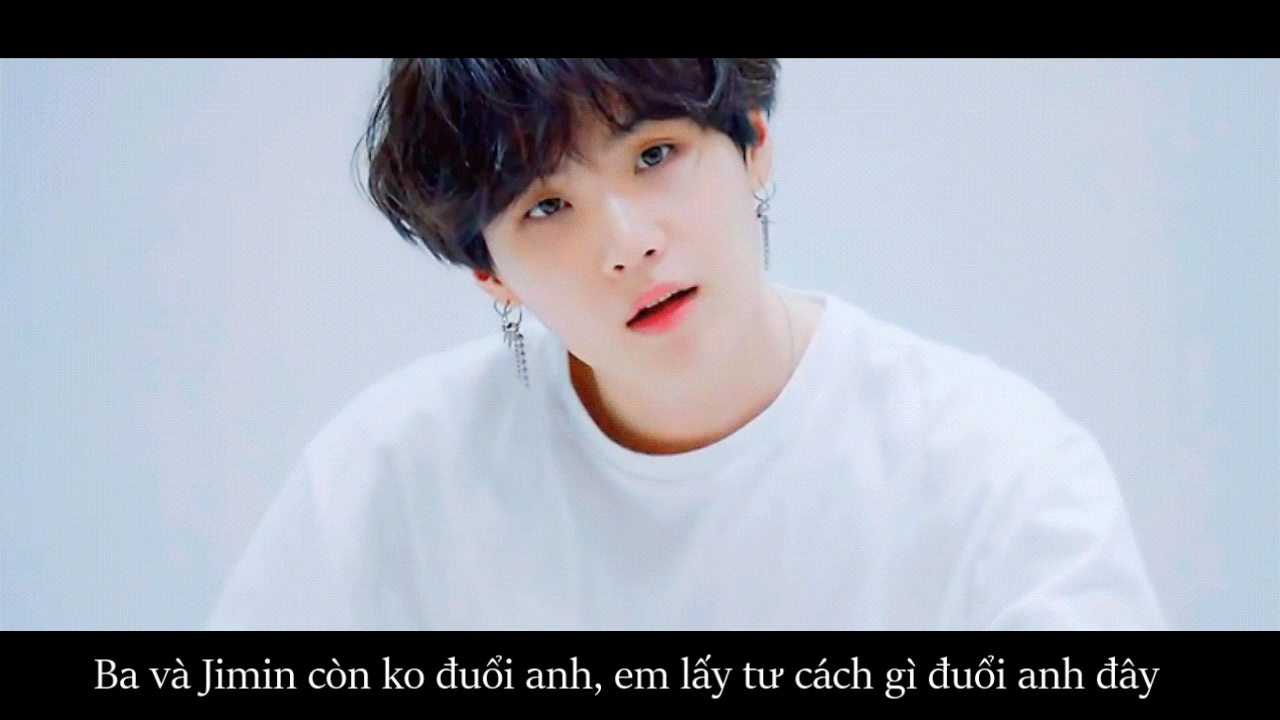 Ba và Jimin còn ko đuổi anh, em lấy tư cách gì đuổi anh đây